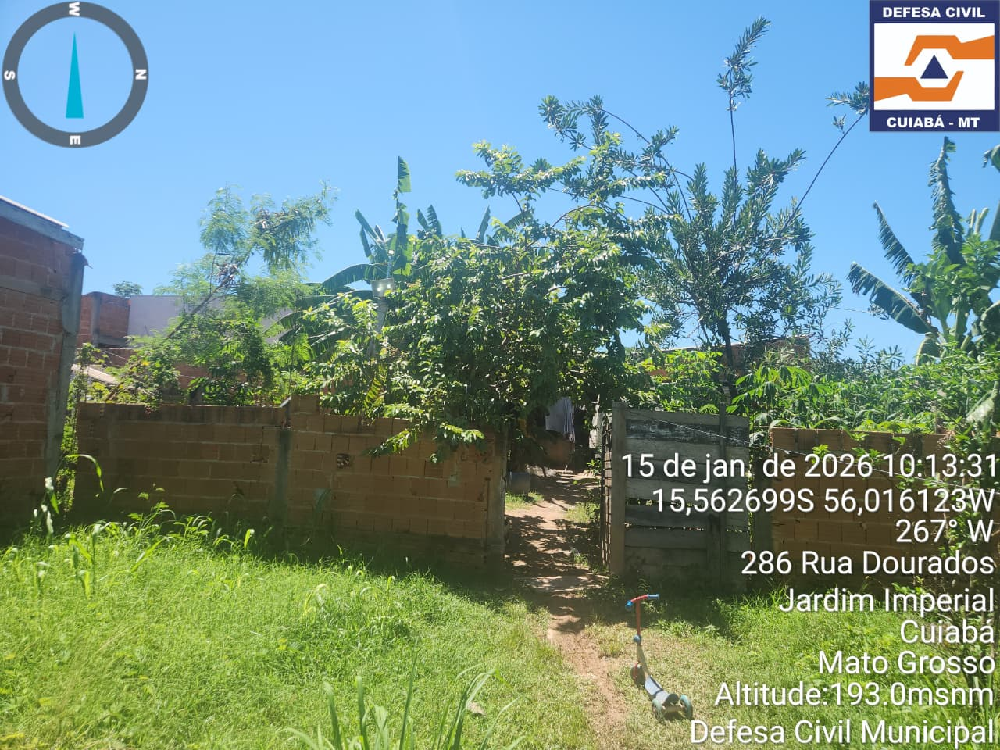 W
S
N
E
DEFESA CIVIL
CUIABÁ - MT
15 de jan. de 2026 10:13:31
15,562699S 56,016123W
267° W
286 Rua Dourados
Jardim Imperial
Cuiabá
Mato Grosso
Altitude:193.0msnm
Defesa Civil Municipal